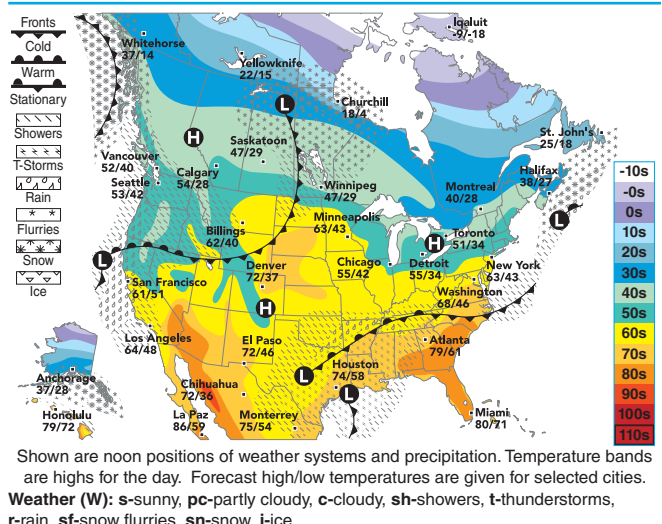 Fronts
Cold
Warm
Stationary
Showers
T-Storms
Rain
Flurries
Snow
Ice
Iqaluit
-9/-18
Whitehorse
37/14
Yellowknife
22/15
L
Churchill
18/4
St. John's
25/18
H
Saskatoon
47/29
Vancouver
52/40
Calgary
54/28
Halifax
38/27
Seattle
53/42
Winnipeg
47/29
Montreal
40/28
L
Billings
62/40
Minneapolis
63/43
H
Toronto
51/34
L
Denver
72/37
Chicago
55/42
Detroit
55/34
New York
63/43
San Francisco
61/51
Washington
68/46
H
Los Angeles
64/48
El Paso
72/46
Atlanta
79/61
Houston
74/58
L
L
Anchorage
37/28
Chihuahua
72/36
Honolulu
79/72
La Paz
86/59
Monterrey
75/54
Miami
80/71
-10s
-0s
0s
10s
20s
30s
40s
50s
60s
70s
80s
90s
100s
110s
Shown are noon positions of weather systems and precipitation. Temperature bands
are highs for the day. Forecast high/low temperatures are given for selected cities.
Weather (W): s-sunny, pc-partly cloudy, c-cloudy, sh-showers, t-thunderstorms,
r-rain, sf-snow flurries, sn-snow, i-ice